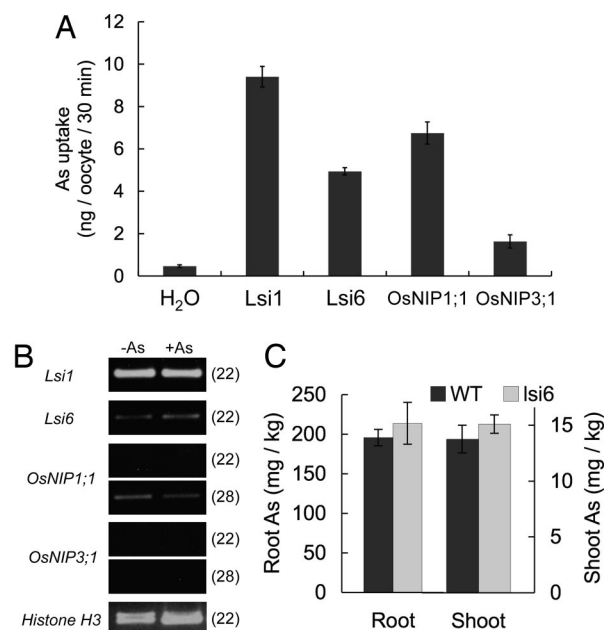 A
As uptake
(ng / oocyte / 30 min)
12
10
8
6
4
2
0
H₂O Lsi1 Lsi6 OsNIP1;1 OsNIP3;1
B
-As +As
Lsi1 (22)
Lsi6 (22)
OsNIP1;1 (22)
(28)
OsNIP3;1 (22)
(28)
Histone H3 (22)
C
WT lsi6
Root As (mg / kg)
250
200
150
100
50
0
Shoot As (mg / kg)
15
10
5
0
Root Shoot